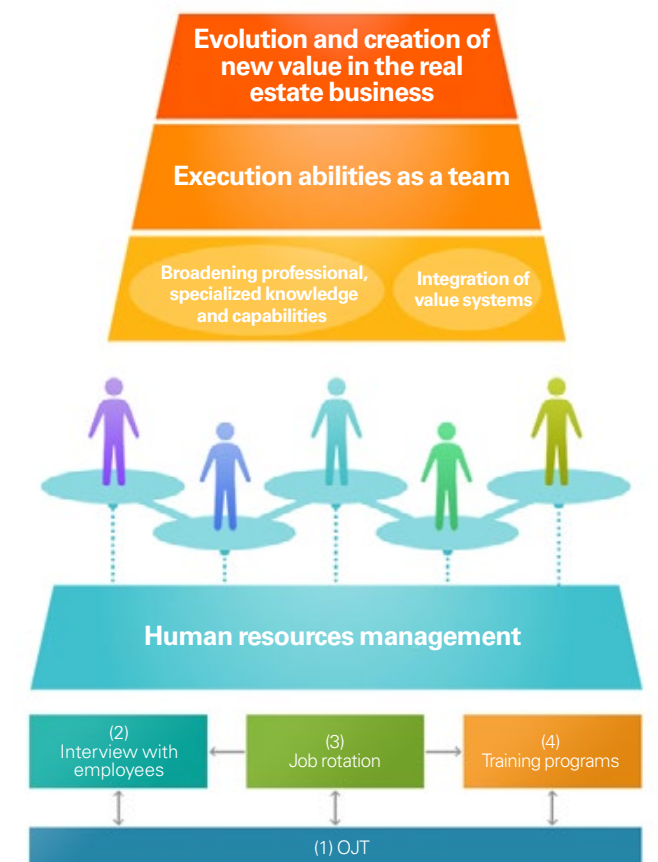 Evolution and creation of
new value in the real
estate business
Execution abilities as a team
Broadening professional,
specialized knowledge
and capabilities
Integration of
value systems
Human resources management
(2)
Interview with
employees
(3)
Job rotation
(4)
Training programs
(1) OJT